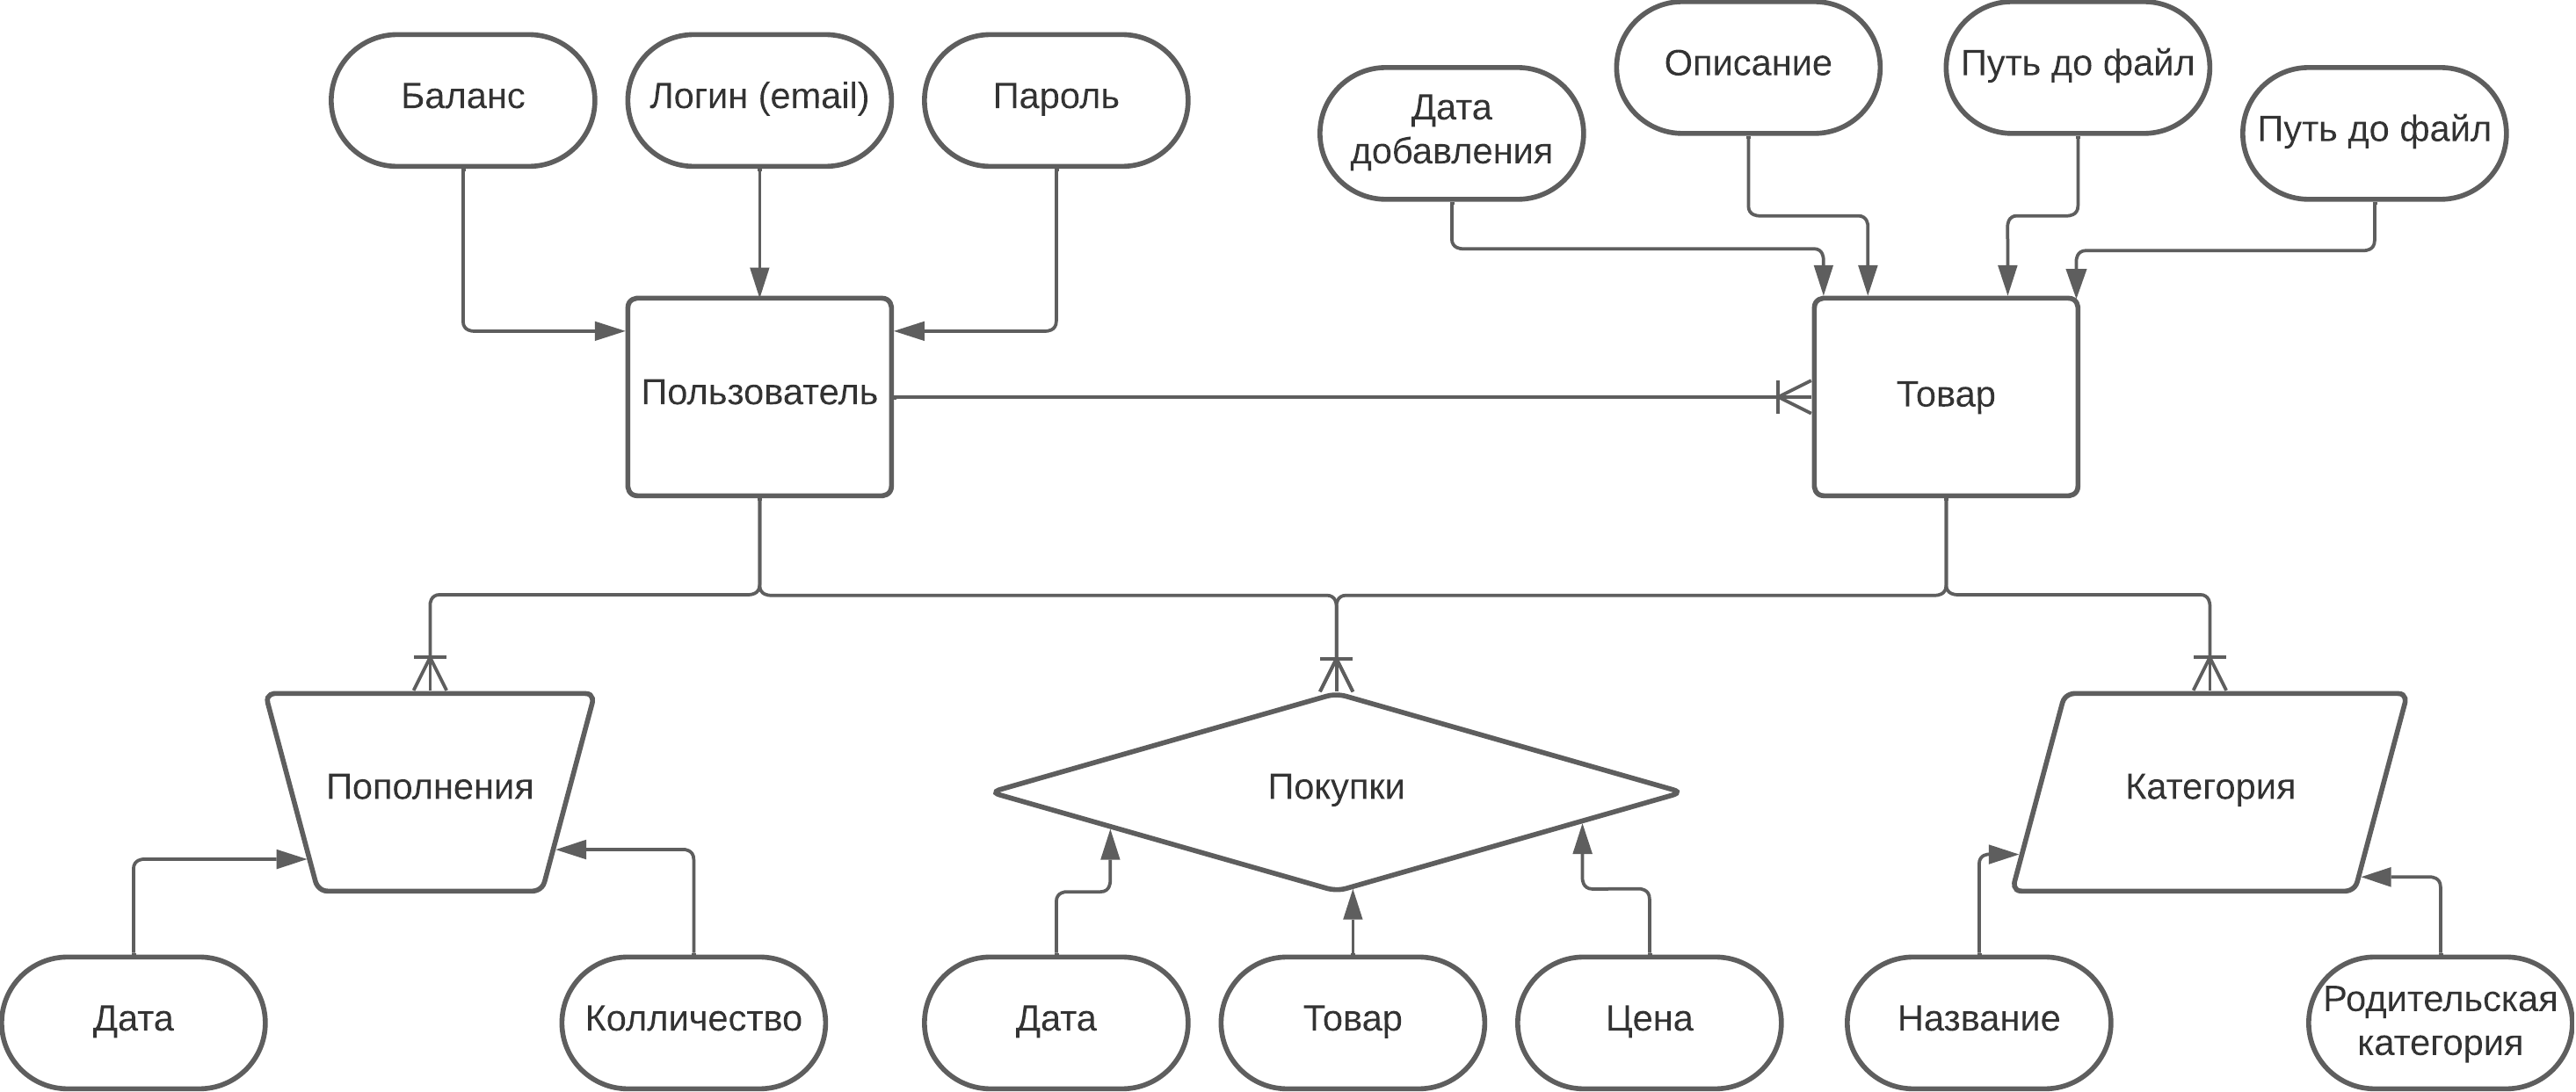 Баланс
Логин (email)
Пароль
Дата
добавления
Описание
Путь до файл
Путь до файл
Пользователь
Товар
Пополнения
Покупки
Категория
Дата
Колличество
Дата
Товар
Цена
Название
Родительская
категория